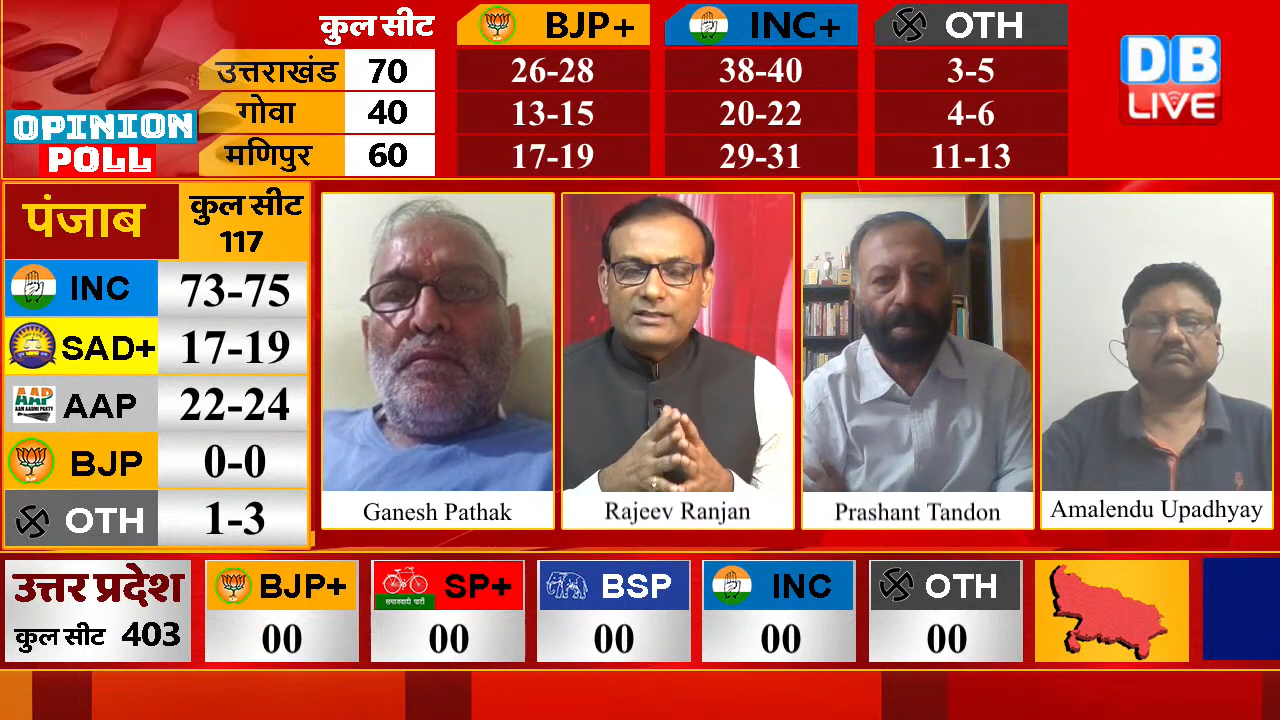 कुल सीट BJP+ INC+ OTH
उत्तराखंड 70 26-28 38-40 3-5
गोवा 40 13-15 20-22 4-6
मणिपुर 60 17-19 29-31 11-13
OPINION
POLL
DB
LIVE
पंजाब कुल सीट
117
INC 73-75
SAD+ 17-19
AAP AAM AADMI PARTY AAP 22-24
BJP 0-0
OTH 1-3
Ganesh Pathak
Rajeev Ranjan
Prashant Tandon
Amalendu Upadhyay
उत्तर प्रदेश
कुल सीट 403
BJP+
00
SP+
समाजवादी पार्टी
00
BSP
00
INC
00
OTH
00